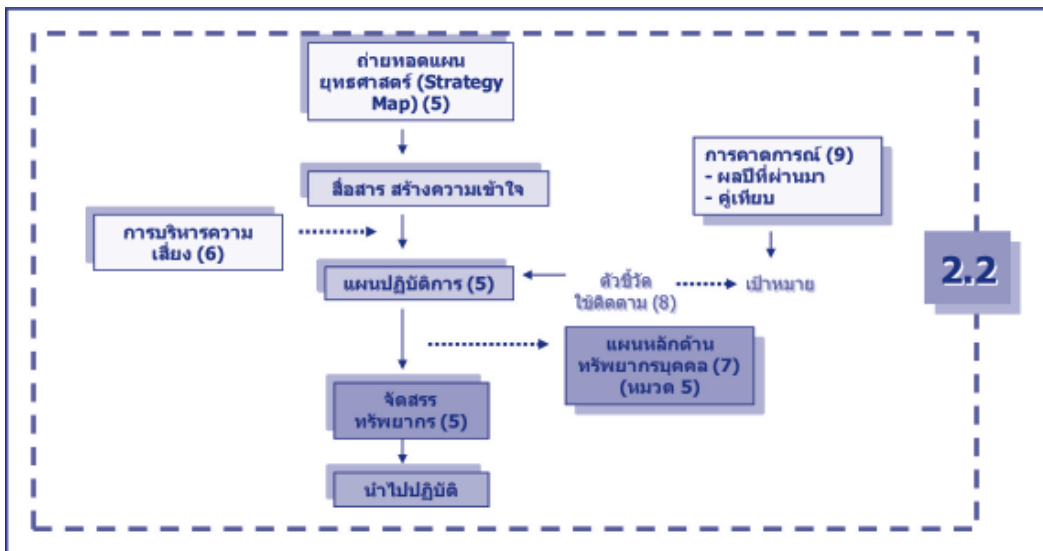 ถ่ายทอดแผน
ยุทธศาสตร์ (Strategy
Map) (5)
สื่อสาร สร้างความเข้าใจ
การคาดการณ์ (9)
- ผลปีที่ผ่านมา
- คู่เทียบ
การบริหารความ
เสี่ยง (6)
แผนปฏิบัติการ (5)
ตัวชี้วัด
ใช้ติดตาม (8)
เป้าหมาย
2.2
แผนหลักด้าน
ทรัพยากรบุคคล (7)
(หมวด 5)
จัดสรร
ทรัพยากร (5)
นำไปปฏิบัติ